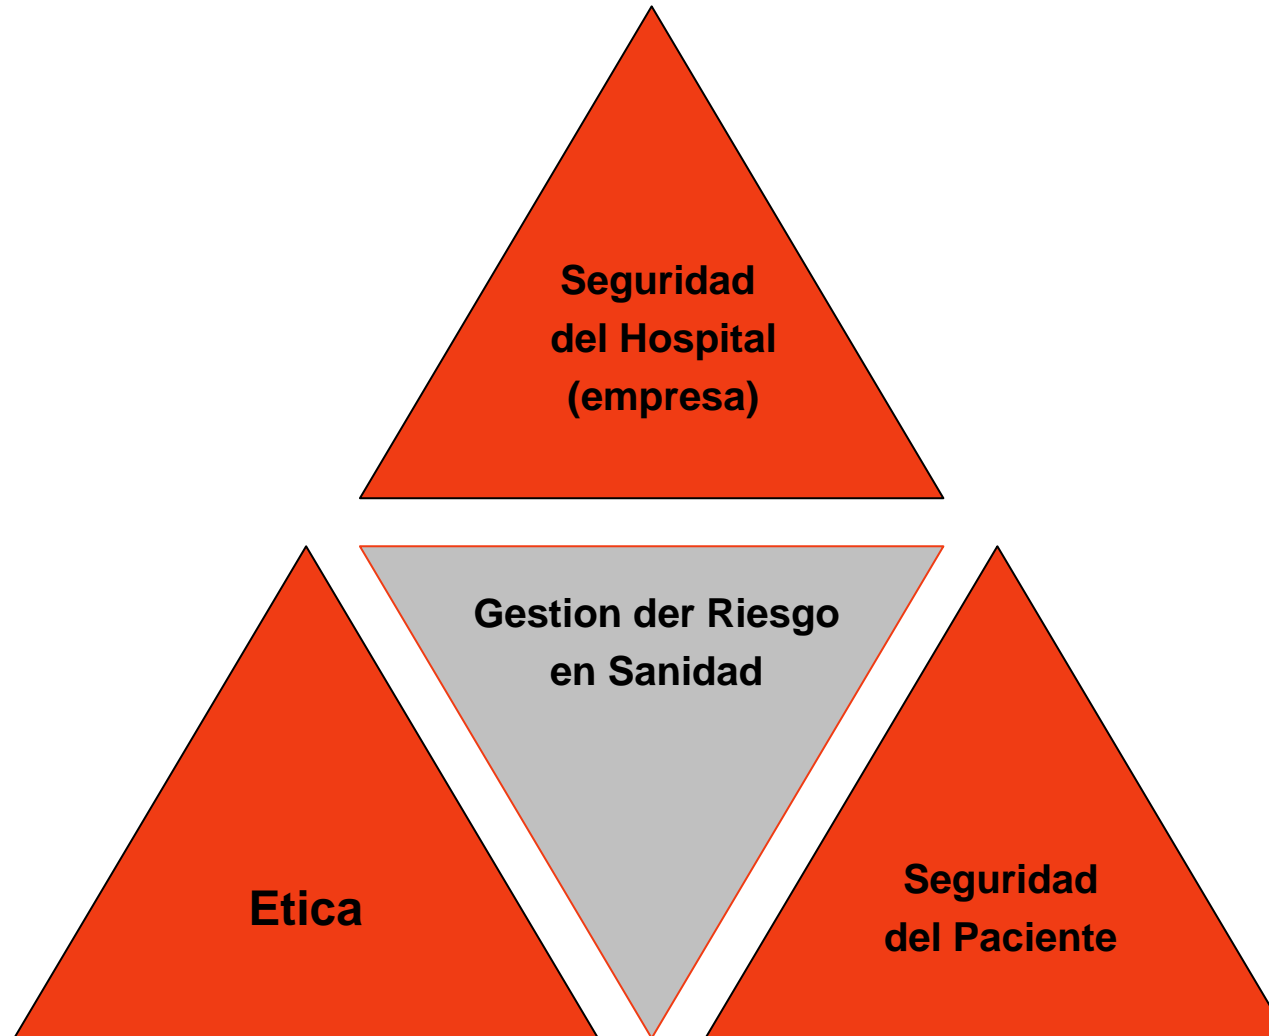 Seguridad
del Hospital
(empresa)
Gestion der Riesgo
en Sanidad
Etica
Seguridad
del Paciente